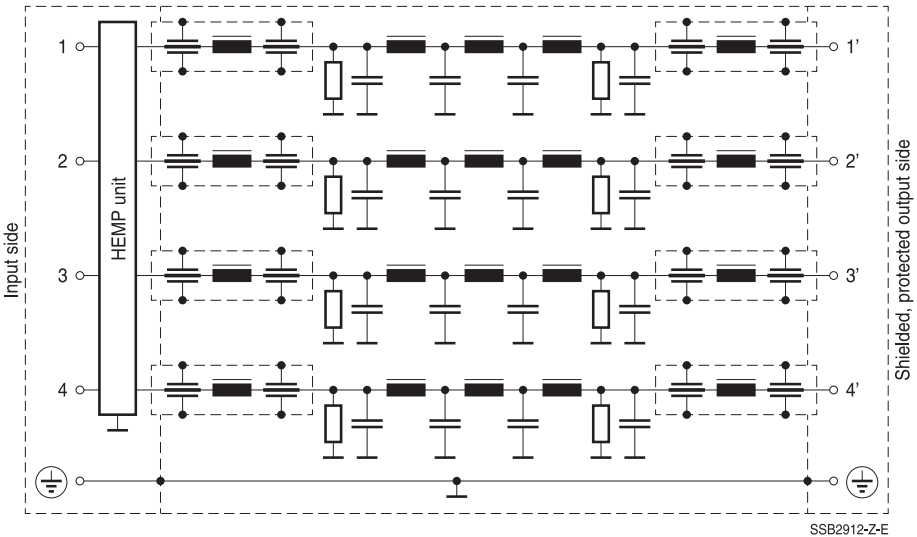 Input side
HEMP unit
1
1'
2
2'
3
3'
4
4'
Shielded, protected output side
SSB2912-Z-E